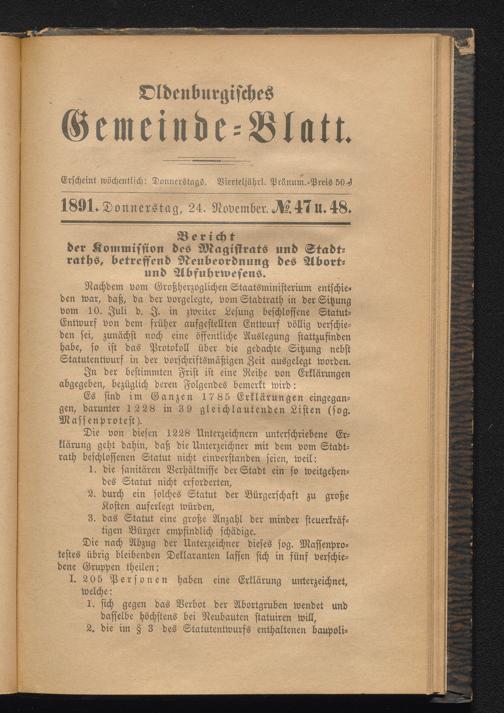 Oldenburgisches
Gemeinde-Blatt.
Erscheint wöchentlich: Donnerstags. Vierteljährl. Pränum.-Preis 50 ₰
1891. Donnerstag, 24. November. №. 47 u. 48.
Bericht
der Kommission des Magistrats und Stadt-
raths, betreffend Neubeordnung des Abort-
und Abfuhrwesens.
Nachdem vom Großherzoglichen Staatsministerium entschie-
den war, daß, da der vorgelegte, vom Stadtrath in der Sitzung
vom 10. Juli d. J. in zweiter Lesung beschlossene Statut-
Entwurf von dem früher aufgestellten Entwurf völlig verschie-
den sei, zunächst noch eine öffentliche Auslegung stattzufinden
habe, so ist das Protokoll über die gedachte Sitzung nebst
Statutentwurf in der vorschriftsmäßigen Zeit ausgelegt worden.
In der bestimmten Frist ist eine Reihe von Erklärungen
abgegeben, bezüglich deren Folgendes bemerkt wird:
Es sind im Ganzen 1785 Erklärungen eingegan-
gen, darunter 1228 in 39 gleichlautenden Listen (sog.
Massenprotest).
Die von diesen 1228 Unterzeichnern unterschriebene Er-
klärung geht dahin, daß die Unterzeichner mit dem vom Stadt-
rath beschlossenen Statut nicht einverstanden seien, weil:
1. die sanitären Verhältnisse der Stadt ein so weitgehen-
des Statut nicht erforderten,
2. durch ein solches Statut der Bürgerschaft zu große
Kosten auferlegt würden,
3. das Statut eine große Anzahl der minder steuerkräf-
tigen Bürger empfindlich schädige.
Die nach Abzug der Unterzeichner dieses sog. Massenpro-
testes übrig bleibenden Deklaranten lassen sich in fünf verschie-
dene Gruppen theilen:
I. 205 Personen haben eine Erklärung unterzeichnet,
welche:
1. sich gegen das Verbot der Abortgruben wendet und
dasselbe höchstens bei Neubauten statuiren will,
2. die im § 3 des Statutentwurfs enthaltenen baupoli-